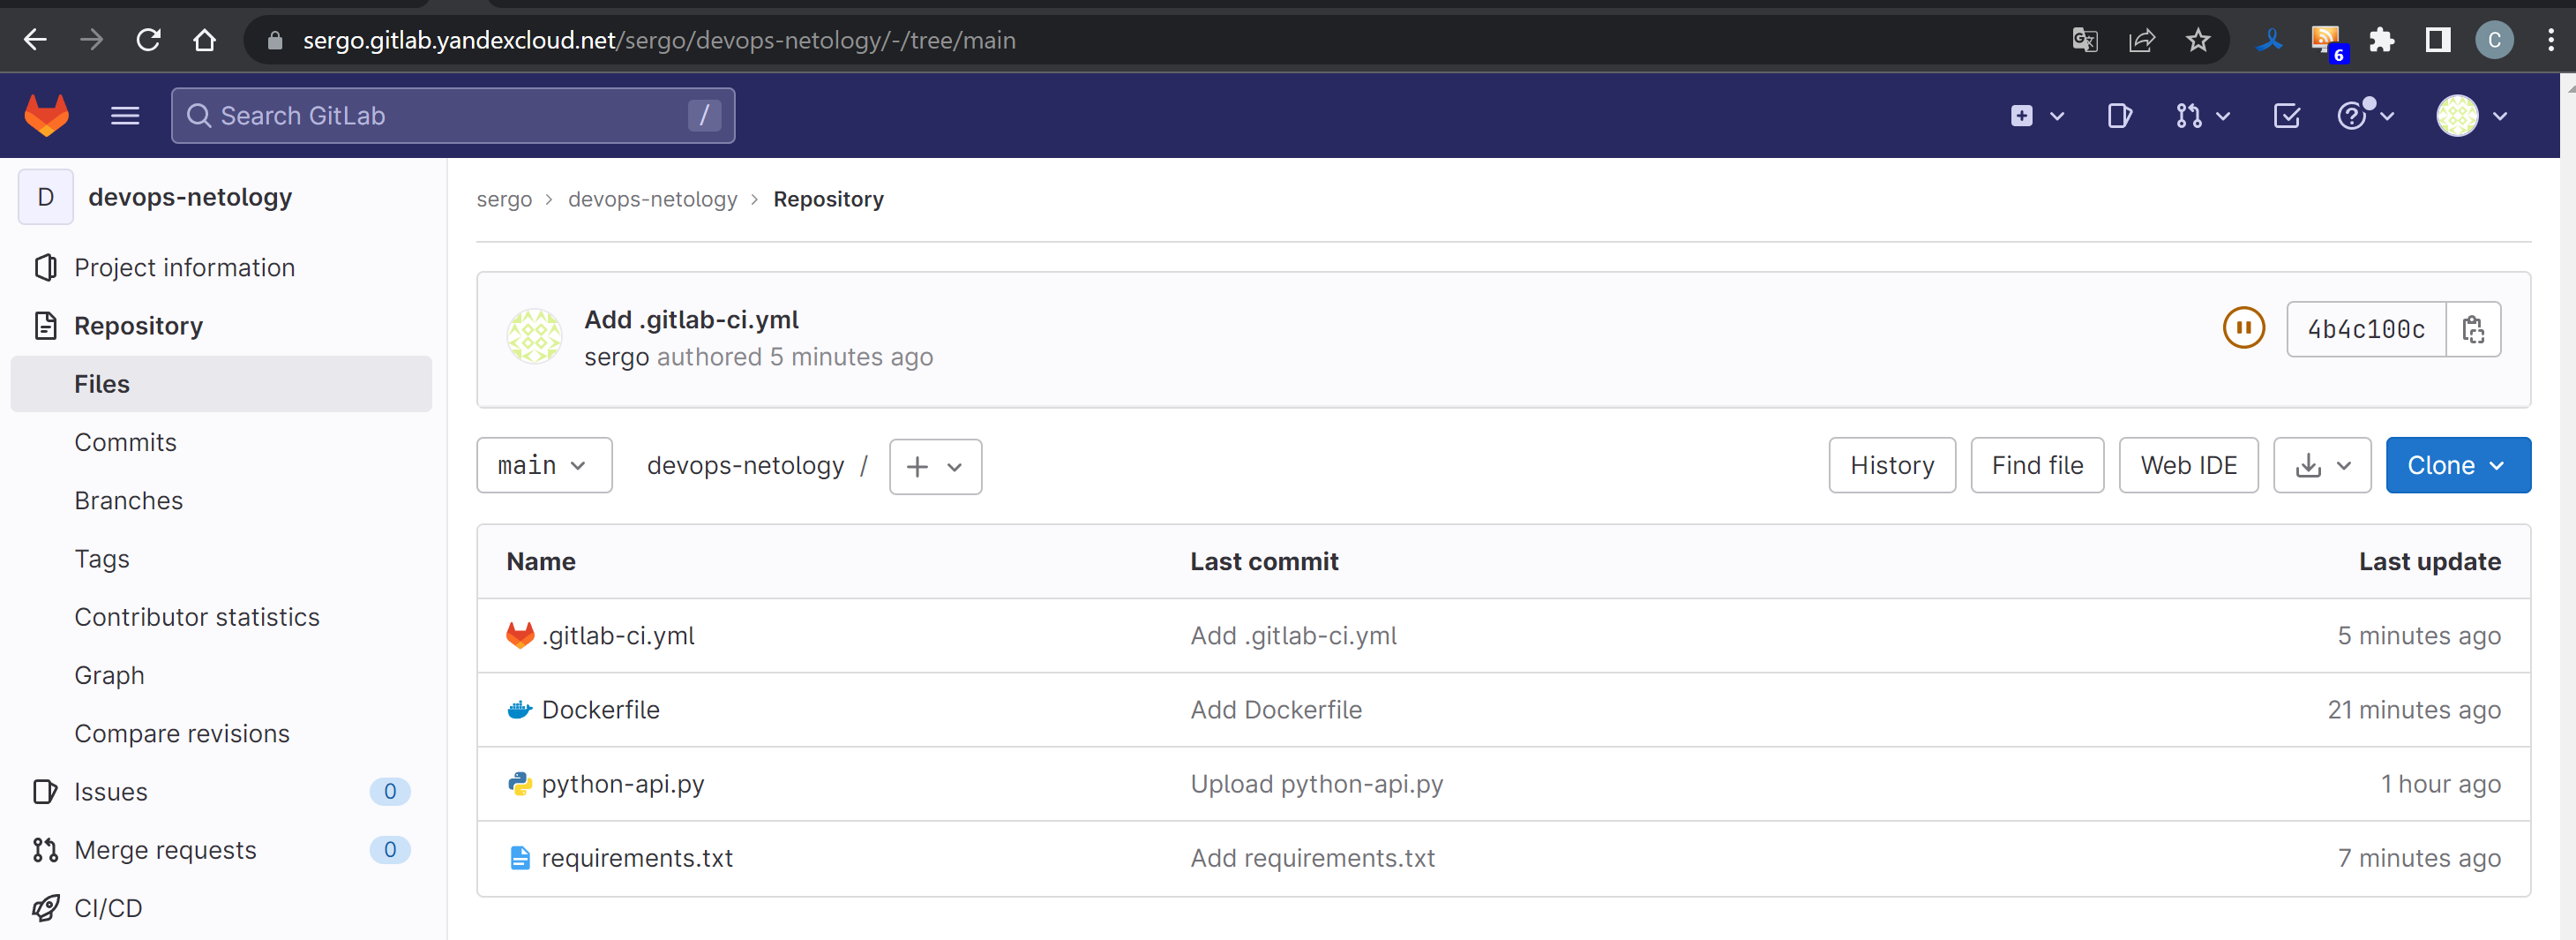 sergo.gitlab.yandexcloud.net/sergo/devops-netology/-/tree/main
6
C
Search GitLab /
D devops-netology
Project information
Repository
Files
Commits
Branches
Tags
Contributor statistics
Graph
Compare revisions
Issues 0
Merge requests 0
CI/CD
sergo > devops-netology > Repository
Add .gitlab-ci.yml
sergo authored 5 minutes ago
4b4c100c
main devops-netology / +
History Find file Web IDE Clone
Name Last commit Last update
.gitlab-ci.yml Add .gitlab-ci.yml 5 minutes ago
Dockerfile Add Dockerfile 21 minutes ago
python-api.py Upload python-api.py 1 hour ago
requirements.txt Add requirements.txt 7 minutes ago